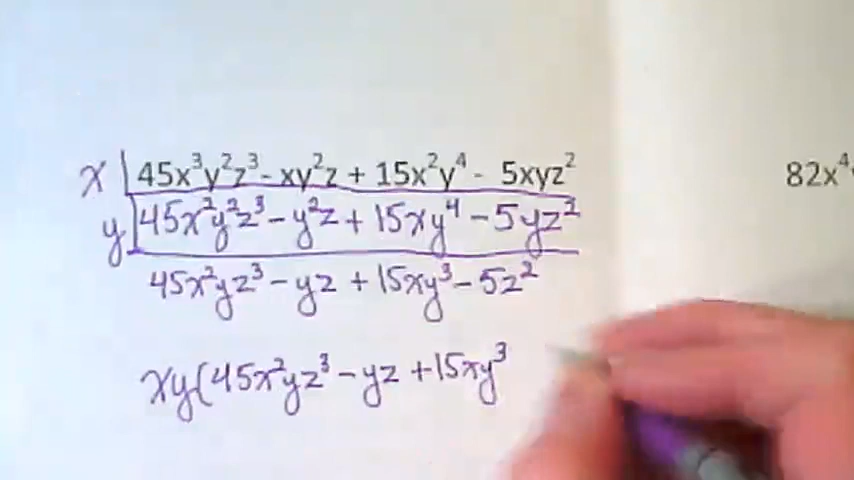 x 45x³y²z³ - xy²z + 15x²y⁴ - 5xyz²
y 45x²y²z³ - y²z + 15xy⁴ - 5yz²
45x²yz³ - yz + 15xy³ - 5z²
xy(45x²yz³ - yz + 15xy³
82x⁴